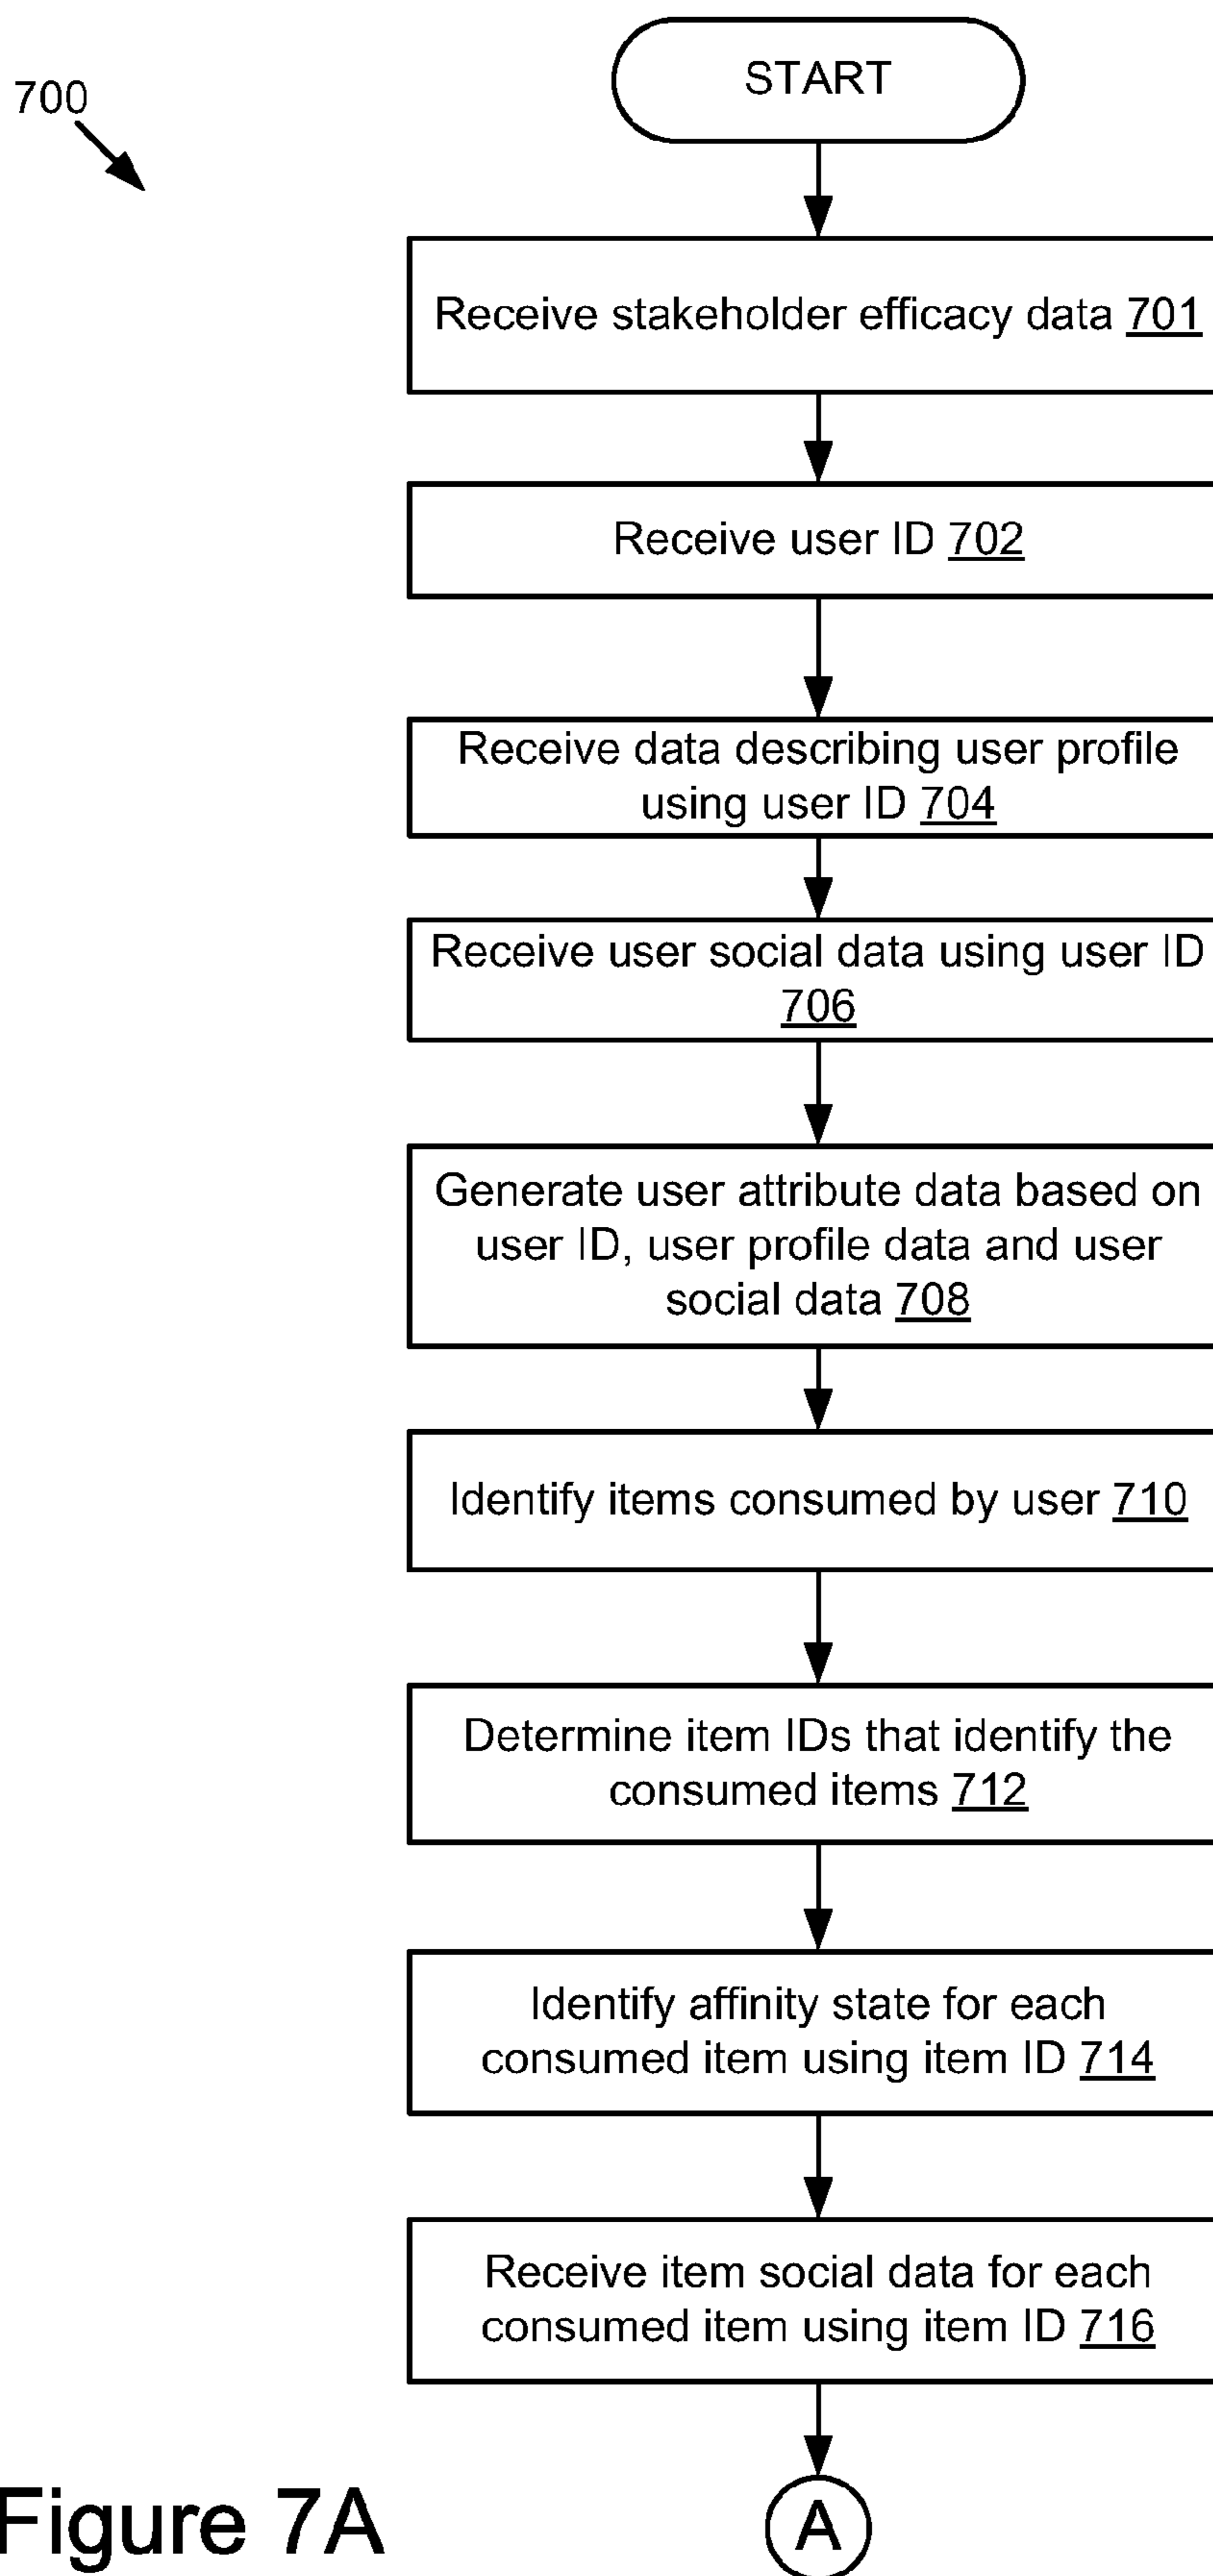 700
START
Receive stakeholder efficacy data 701
Receive user ID 702
Receive data describing user profile
using user ID 704
Receive user social data using user ID
706
Generate user attribute data based on
user ID, user profile data and user
social data 708
Identify items consumed by user 710
Determine item IDs that identify the
consumed items 712
Identify affinity state for each
consumed item using item ID 714
Receive item social data for each
consumed item using item ID 716
A
Figure 7A